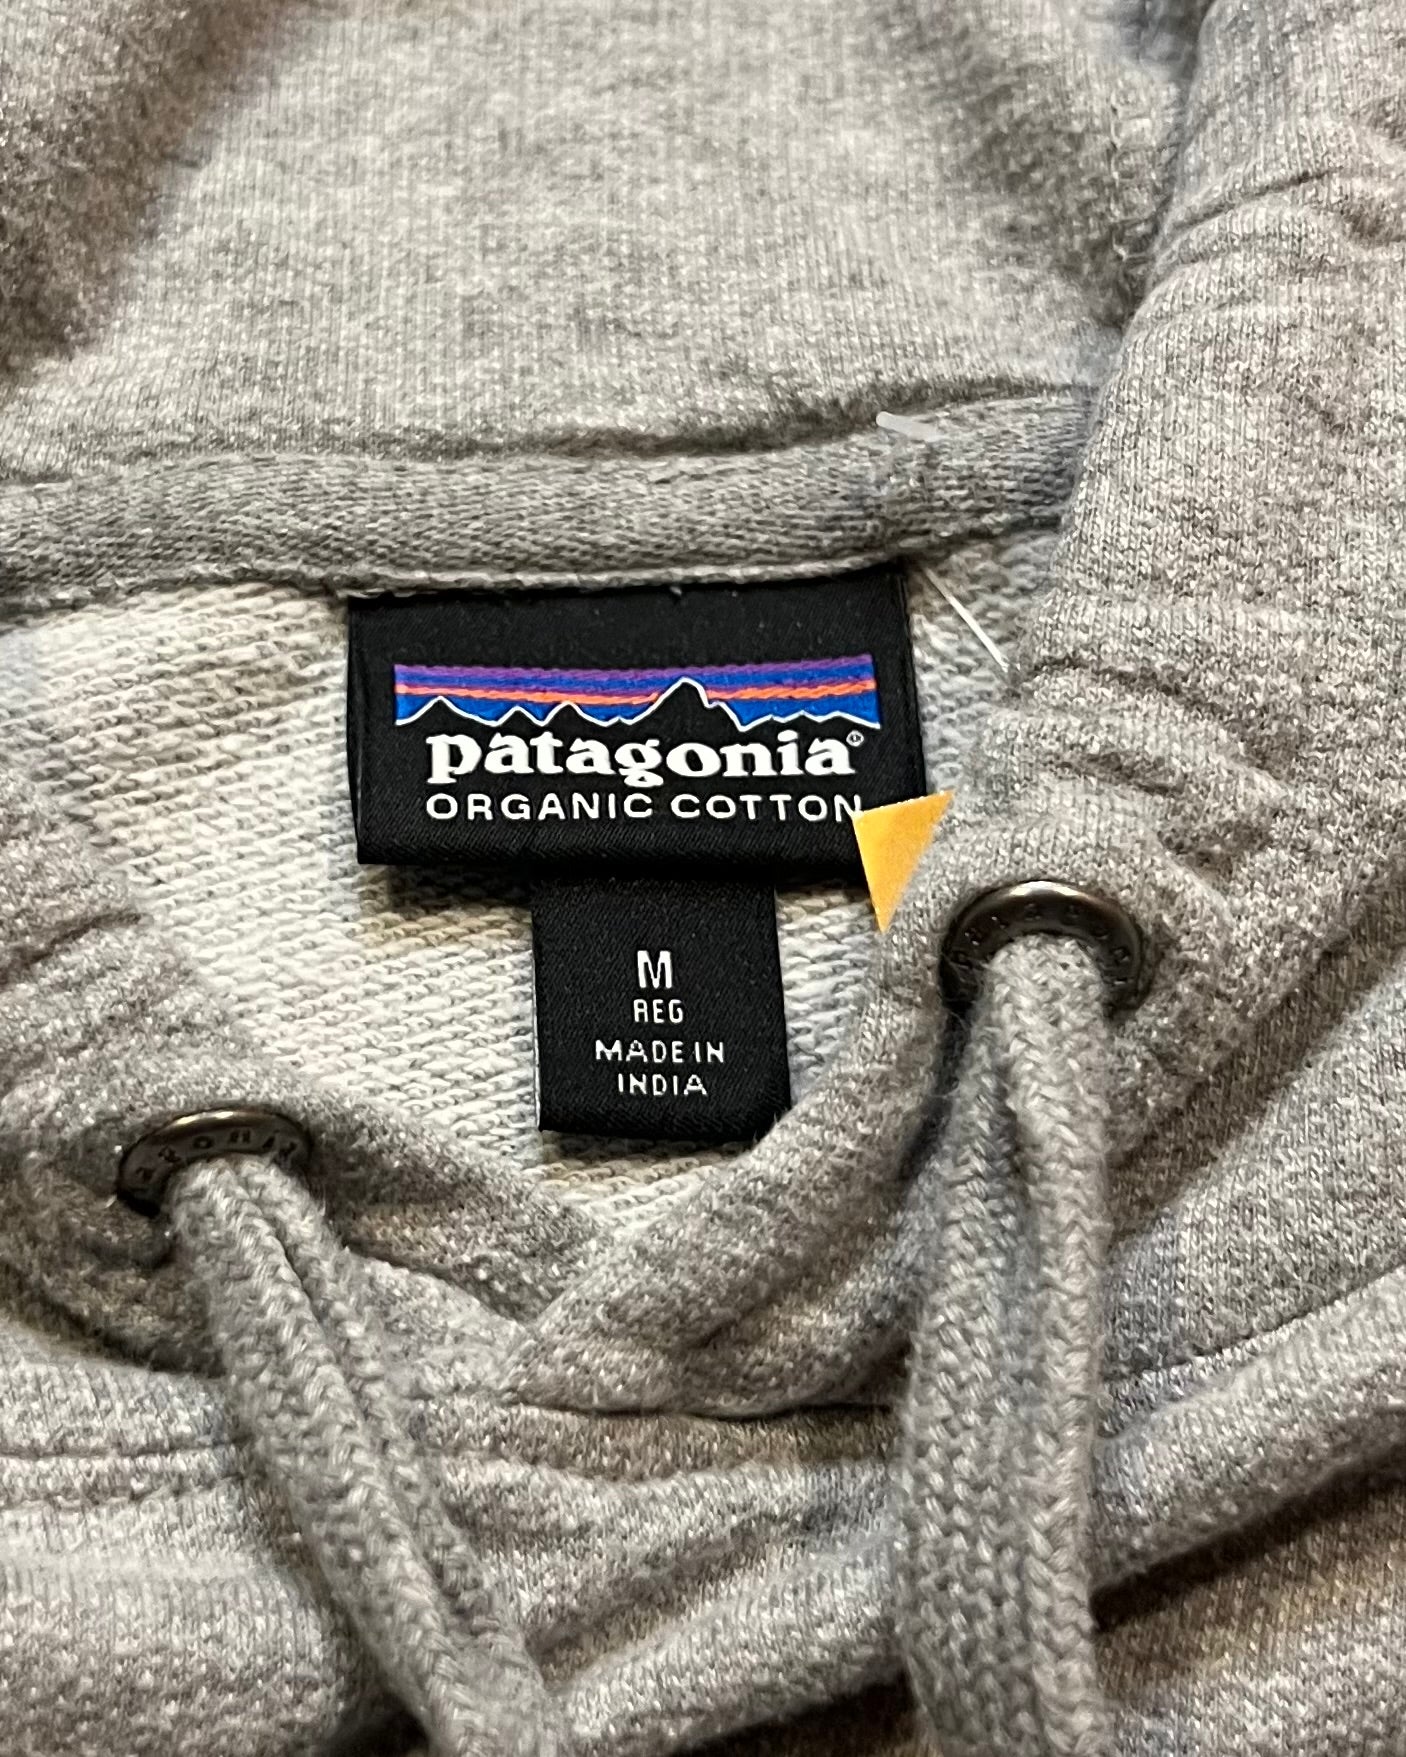 patagonia®
ORGANIC COTTON
M
REG
MADE IN
INDIA